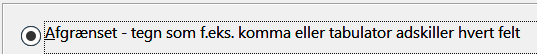 Afgrænset - tegn som f.eks. komma eller tabulator adskiller hvert felt